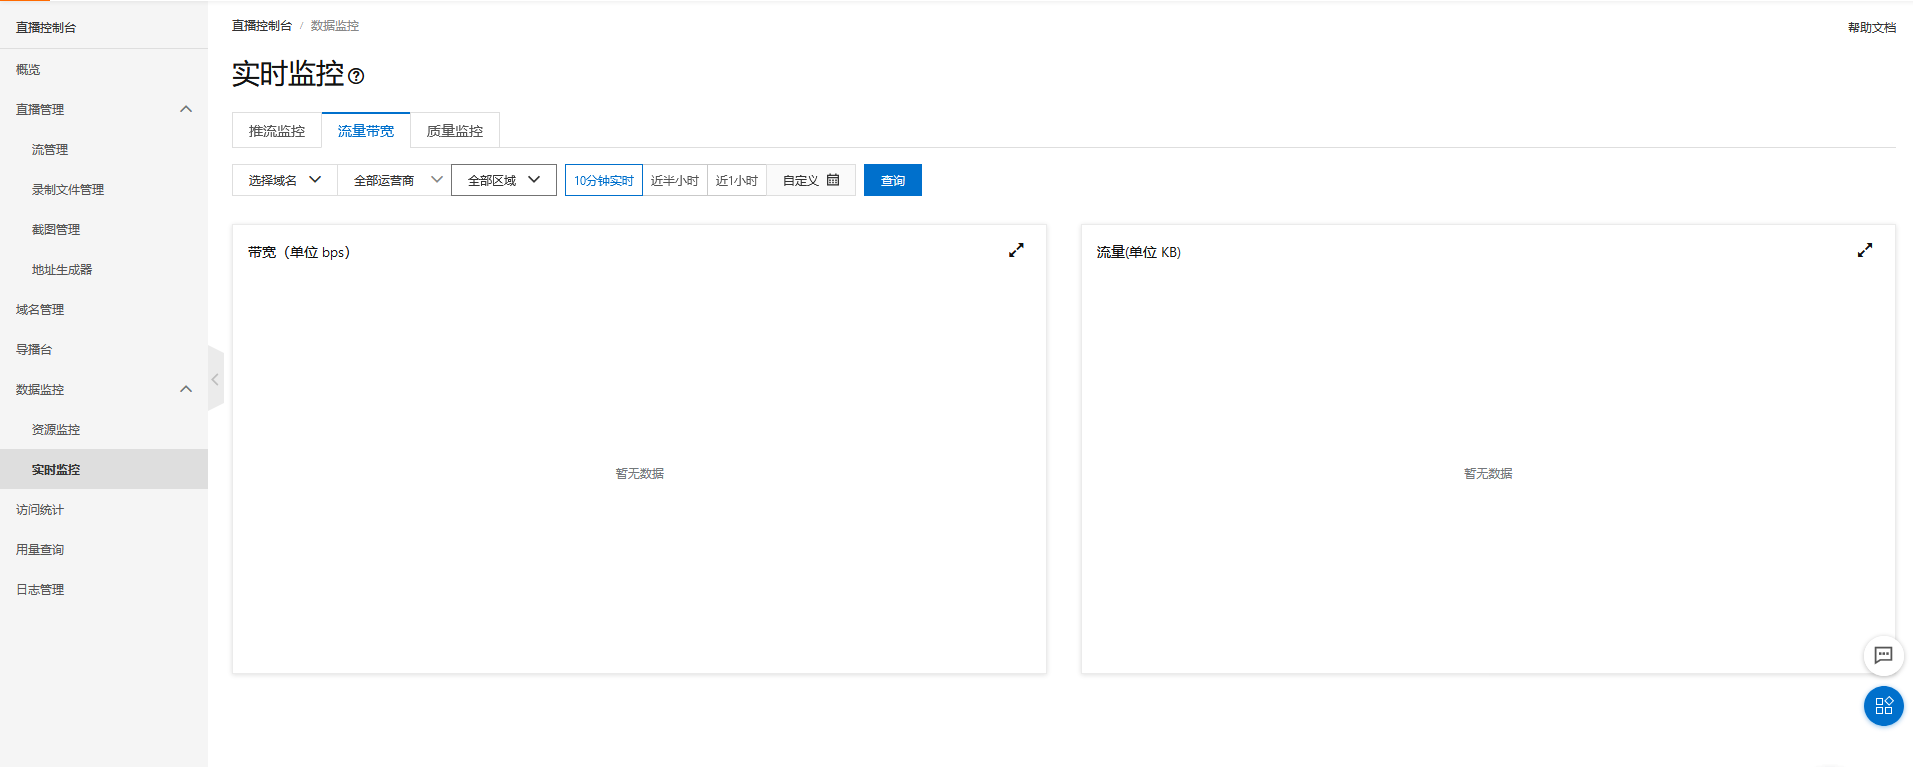 直播控制台
概览
直播管理
流管理
录制文件管理
截图管理
地址生成器
域名管理
导播台
数据监控
资源监控
实时监控
访问统计
用量查询
日志管理
直播控制台 / 数据监控
帮助文档
实时监控
推流监控 流量带宽 质量监控
选择域名 全部运营商 全部区域 10分钟实时 近半小时 近1小时 自定义 查询
带宽（单位 bps）
暂无数据
流量(单位 KB)
暂无数据